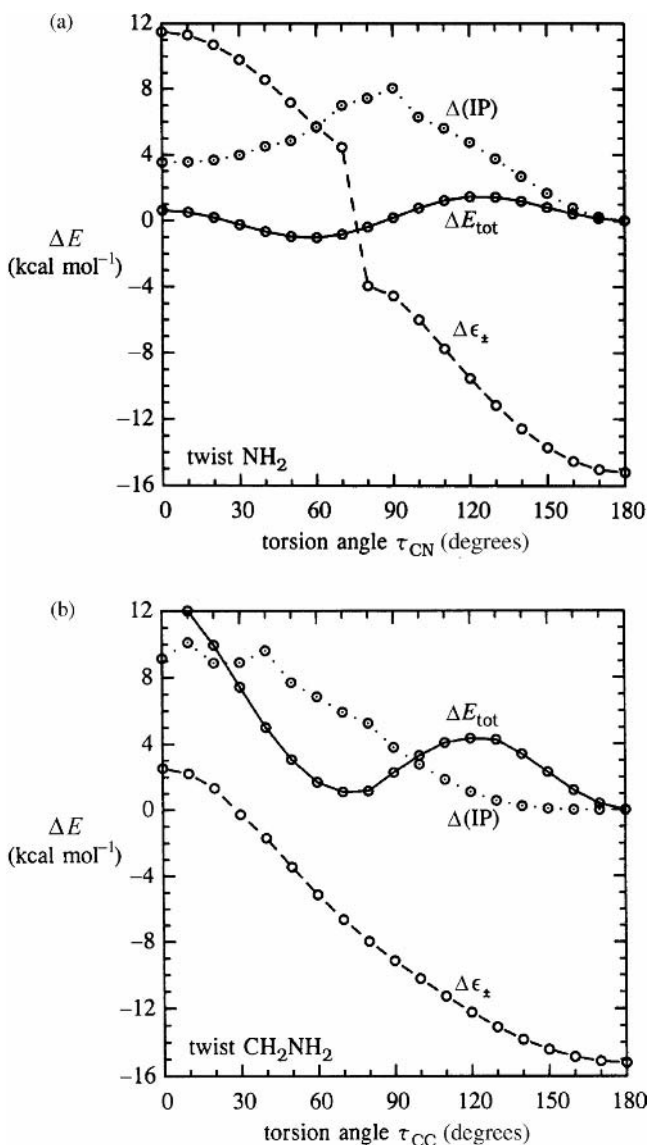 (a)
12
8
4
0
−4
−8
−12
−16
ΔE
(kcal mol⁻¹)
Δ(IP)
ΔE_tot
Δϵ_±
twist NH₂
0 30 60 90 120 150 180
torsion angle τ_CN (degrees)
(b)
12
8
4
0
−4
−8
−12
−16
ΔE
(kcal mol⁻¹)
ΔE_tot
Δ(IP)
Δϵ_±
twist CH₂NH₂
0 30 60 90 120 150 180
torsion angle τ_CC (degrees)